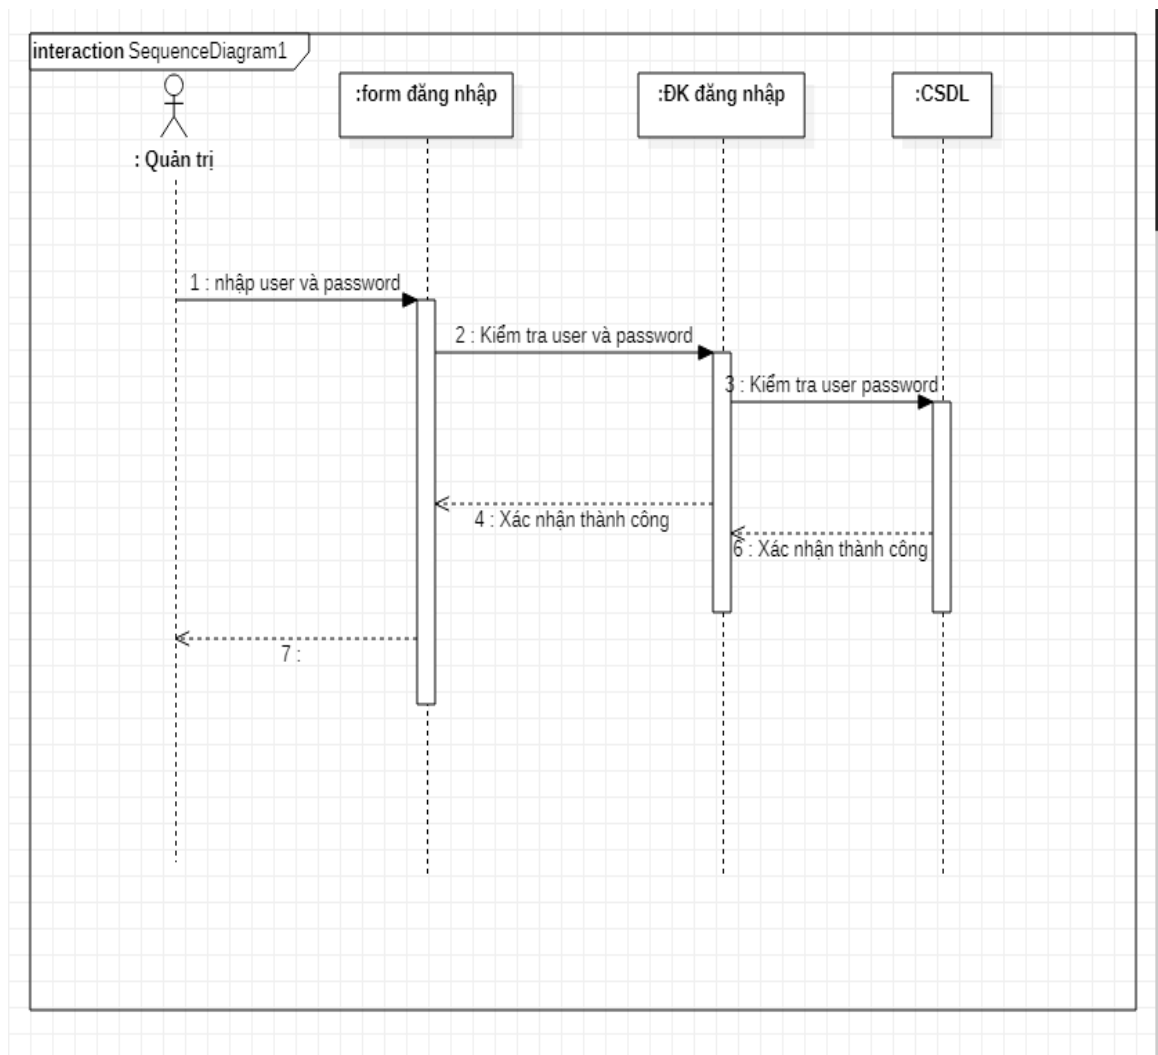 interaction SequenceDiagram1
:form đăng nhập
:ĐK đăng nhập
:CSDL
: Quản trị
1 : nhập user và password
2 : Kiểm tra user và password
3 : Kiểm tra user password
4 : Xác nhận thành công
6 : Xác nhận thành công
7 :